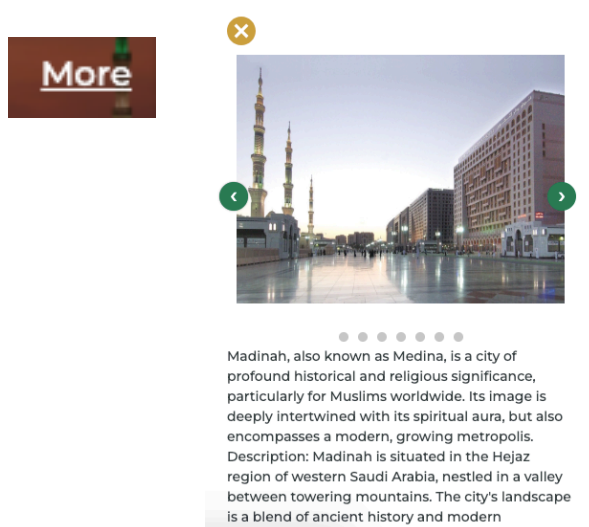 More
Madinah, also known as Medina, is a city of
profound historical and religious significance,
particularly for Muslims worldwide. Its image is
deeply intertwined with its spiritual aura, but also
encompasses a modern, growing metropolis.
Description: Madinah is situated in the Hejaz
region of western Saudi Arabia, nestled in a valley
between towering mountains. The city's landscape
is a blend of ancient history and modern